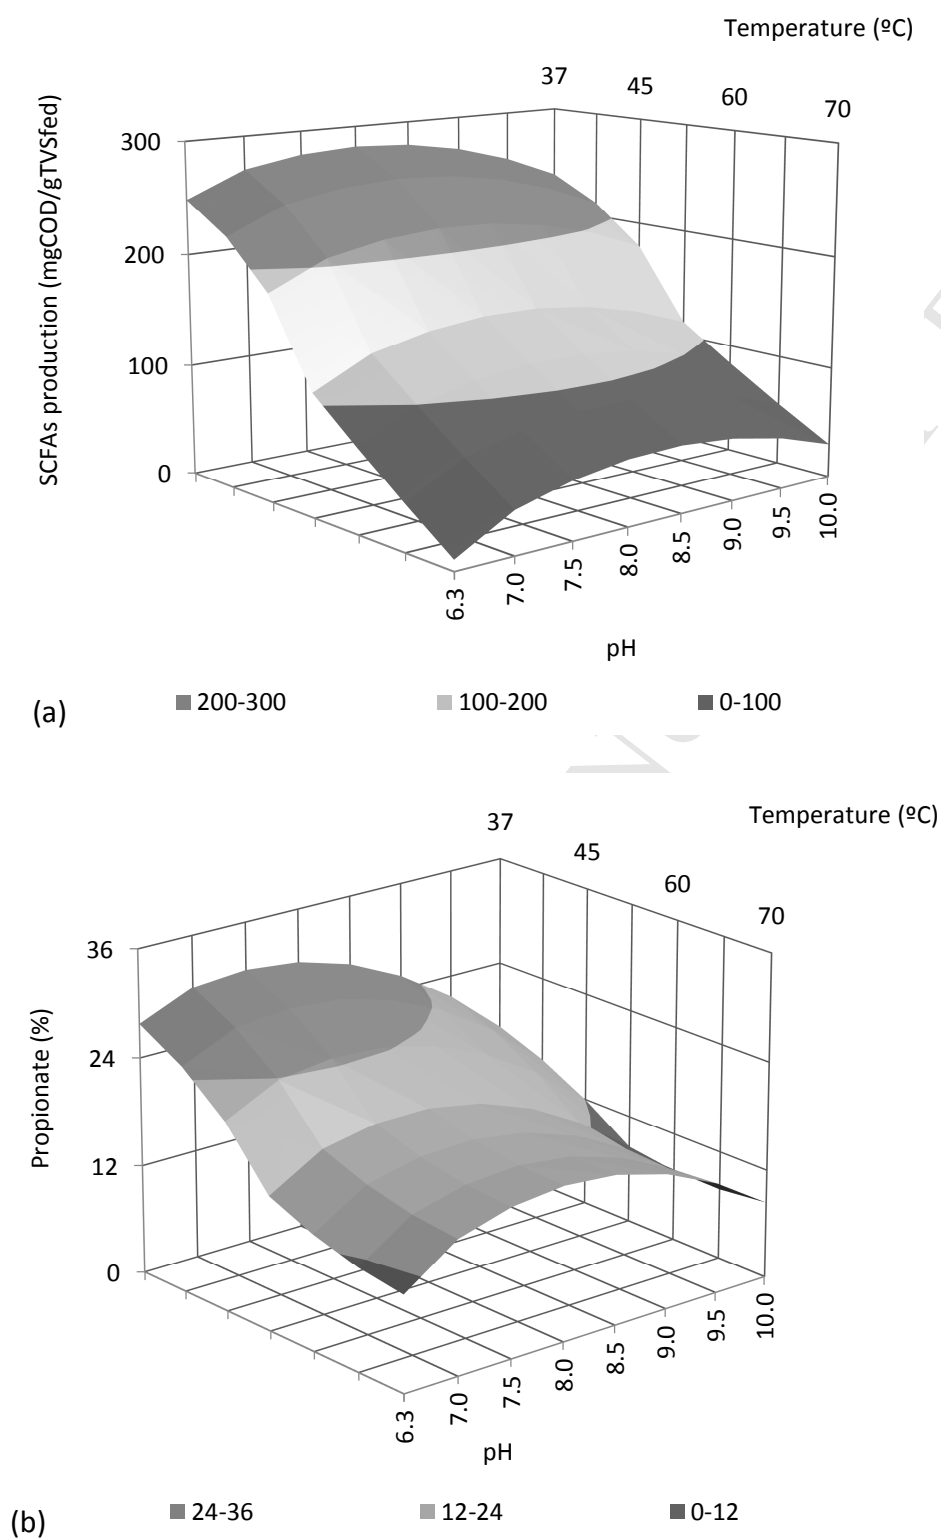 Temperature (ºC)
37 45 60 70
SCFAs production (mgCOD/gTVSfed)
300
200
100
0
6.3 7.0 7.5 8.0 8.5 9.0 9.5 10.0
pH
(a) 200-300 100-200 0-100
Temperature (ºC)
37 45 60 70
Propionate (%)
36
24
12
0
6.3 7.0 7.5 8.0 8.5 9.0 9.5 10.0
pH
(b) 24-36 12-24 0-12